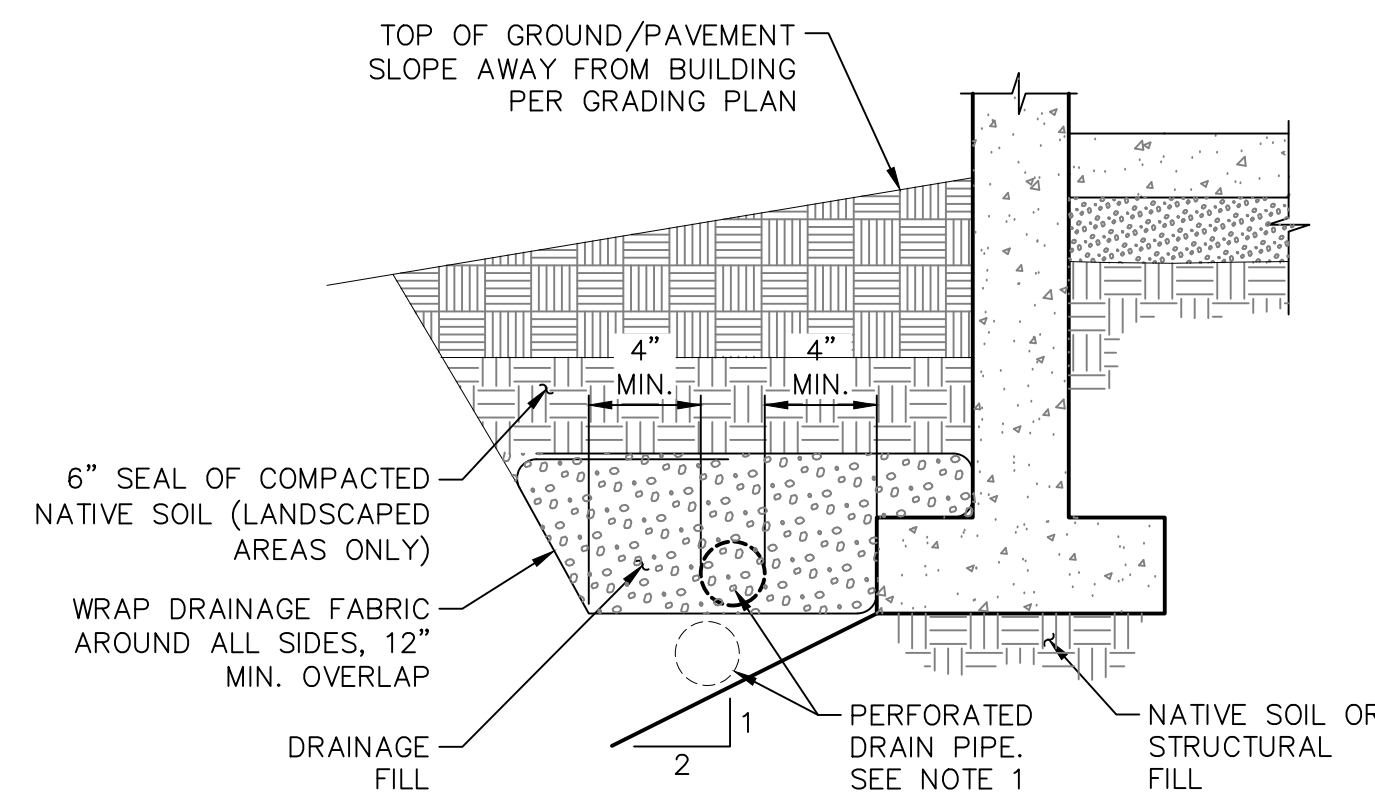 TOP OF GROUND/PAVEMENT
SLOPE AWAY FROM BUILDING
PER GRADING PLAN
4”
MIN.
4”
MIN.
6” SEAL OF COMPACTED
NATIVE SOIL (LANDSCAPED
AREAS ONLY)
WRAP DRAINAGE FABRIC
AROUND ALL SIDES, 12”
MIN. OVERLAP
DRAINAGE
FILL
1
2
PERFORATED
DRAIN PIPE.
SEE NOTE 1
NATIVE SOIL OR
STRUCTURAL
FILL